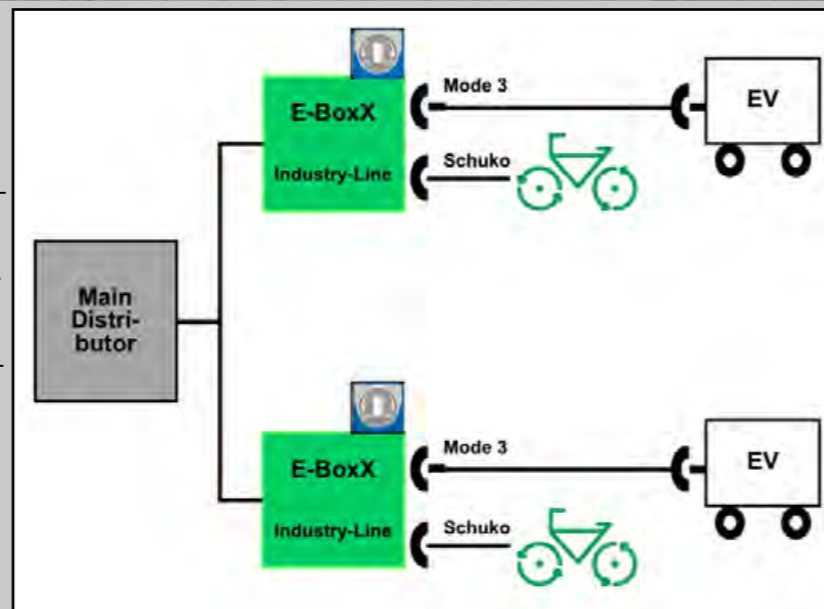 E-BoxX
Industry-Line
Mode 3
Schuko
EV
Main
Distri-
butor
E-BoxX
Industry-Line
Mode 3
Schuko
EV